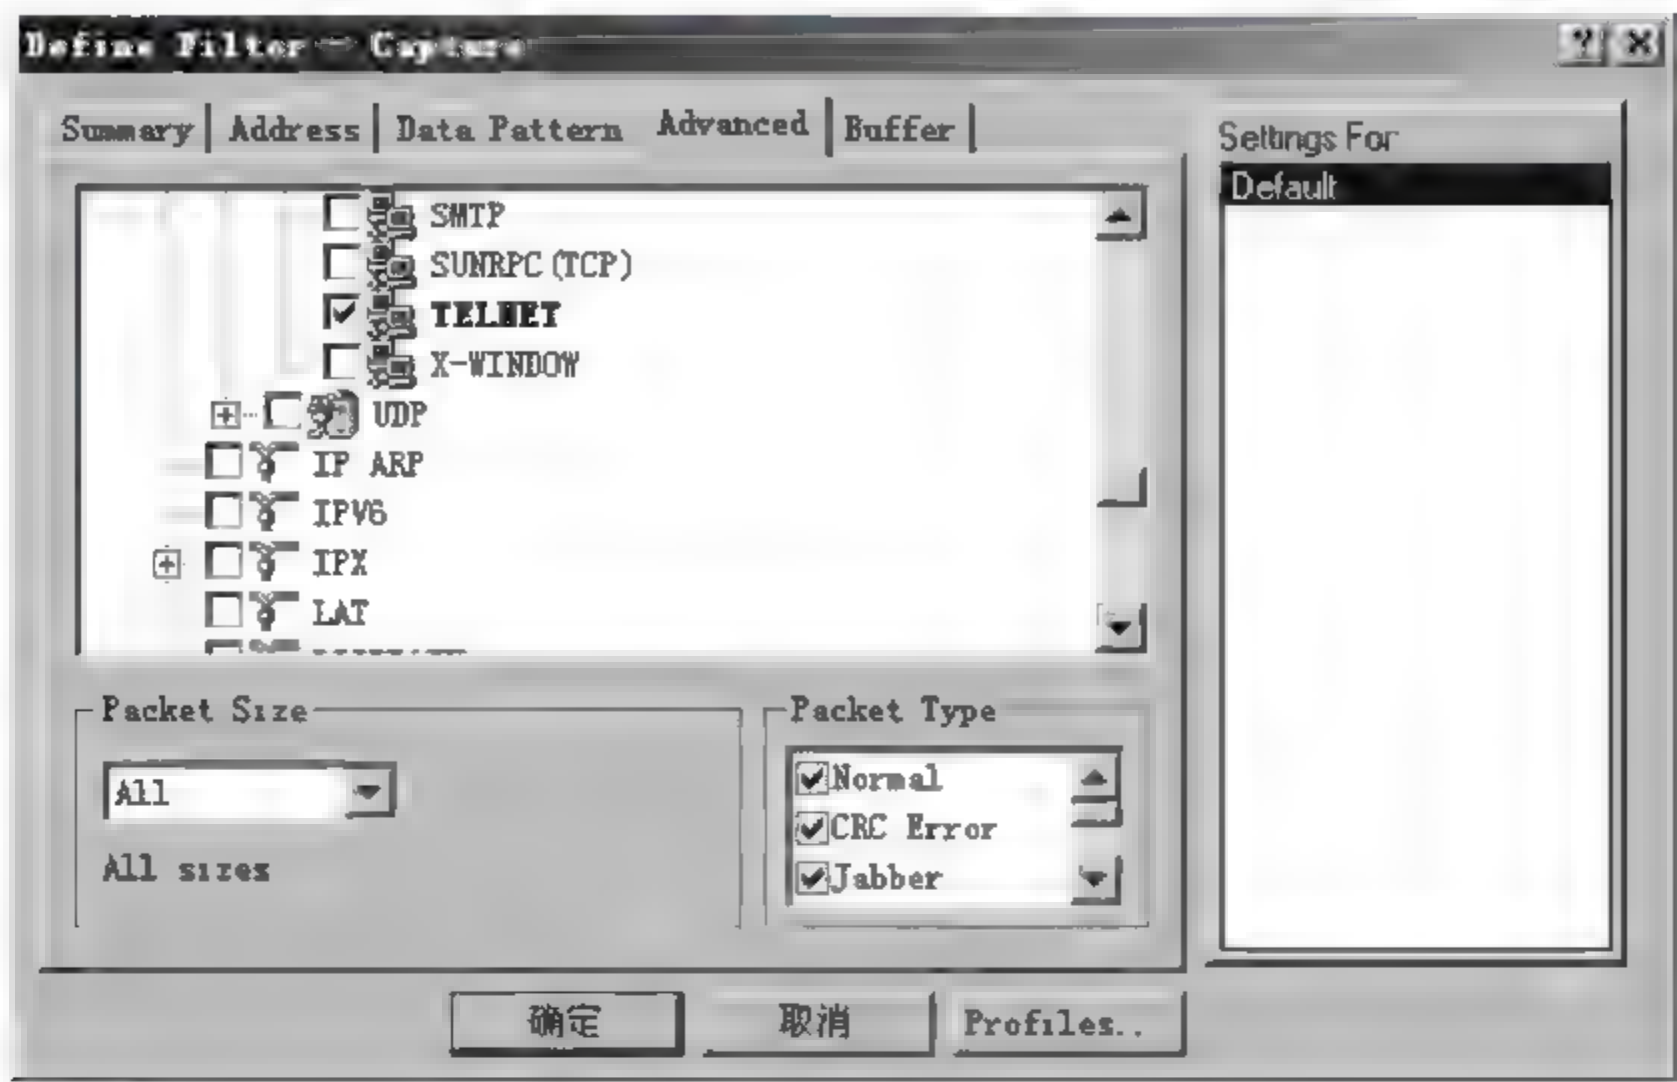 Define Filter - Capture
Summary Address Data Pattern Advanced Buffer
Settings For
Default
SMTP
SUNRPC(TCP)
TELNET
X-WINDOW
UDP
IP ARP
IPV6
IPX
LAT
Packet Size
All
All sizes
Packet Type
Normal
CRC Error
Jabber
确定 取消 Profiles..